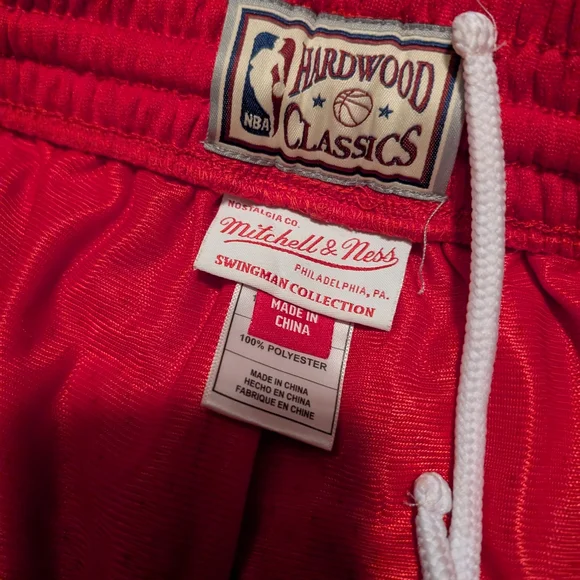 NBA
HARDWOOD
CLASSICS
NOSTALGIA CO.
Mitchell & Ness
PHILADELPHIA, PA.
SWINGMAN COLLECTION
MADE IN
CHINA
100% POLYESTER
MADE IN CHINA
HECHO EN CHINA
FABRIQUE EN CHINE